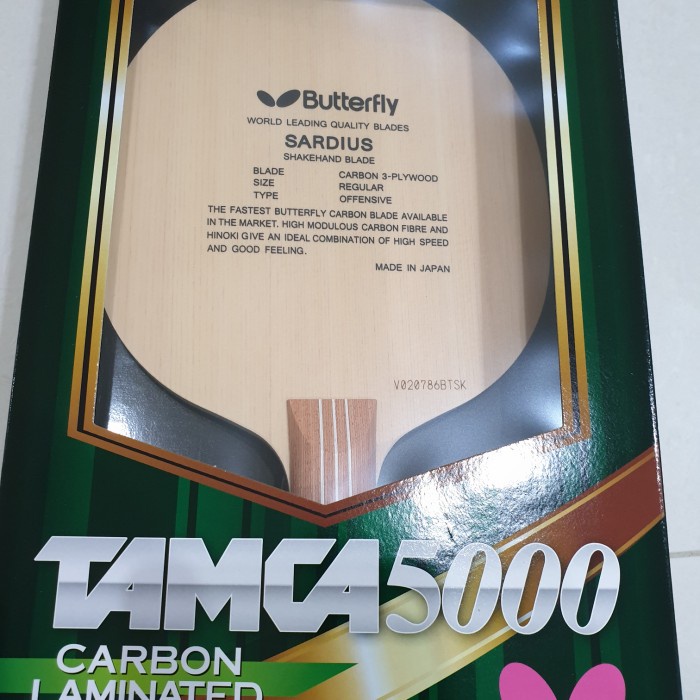 Butterfly
WORLD LEADING QUALITY BLADES
SARDIUS
SHAKEHAND BLADE
BLADE CARBON 3-PLYWOOD
SIZE REGULAR
TYPE OFFENSIVE
THE FASTEST BUTTERFLY CARBON BLADE AVAILABLE
IN THE MARKET. HIGH MODULOUS CARBON FIBRE AND
HINOKI GIVE AN IDEAL COMBINATION OF HIGH SPEED
AND GOOD FEELING.
MADE IN JAPAN
V020786BTSK
TAMCA5000
CARBON
LAMINATED